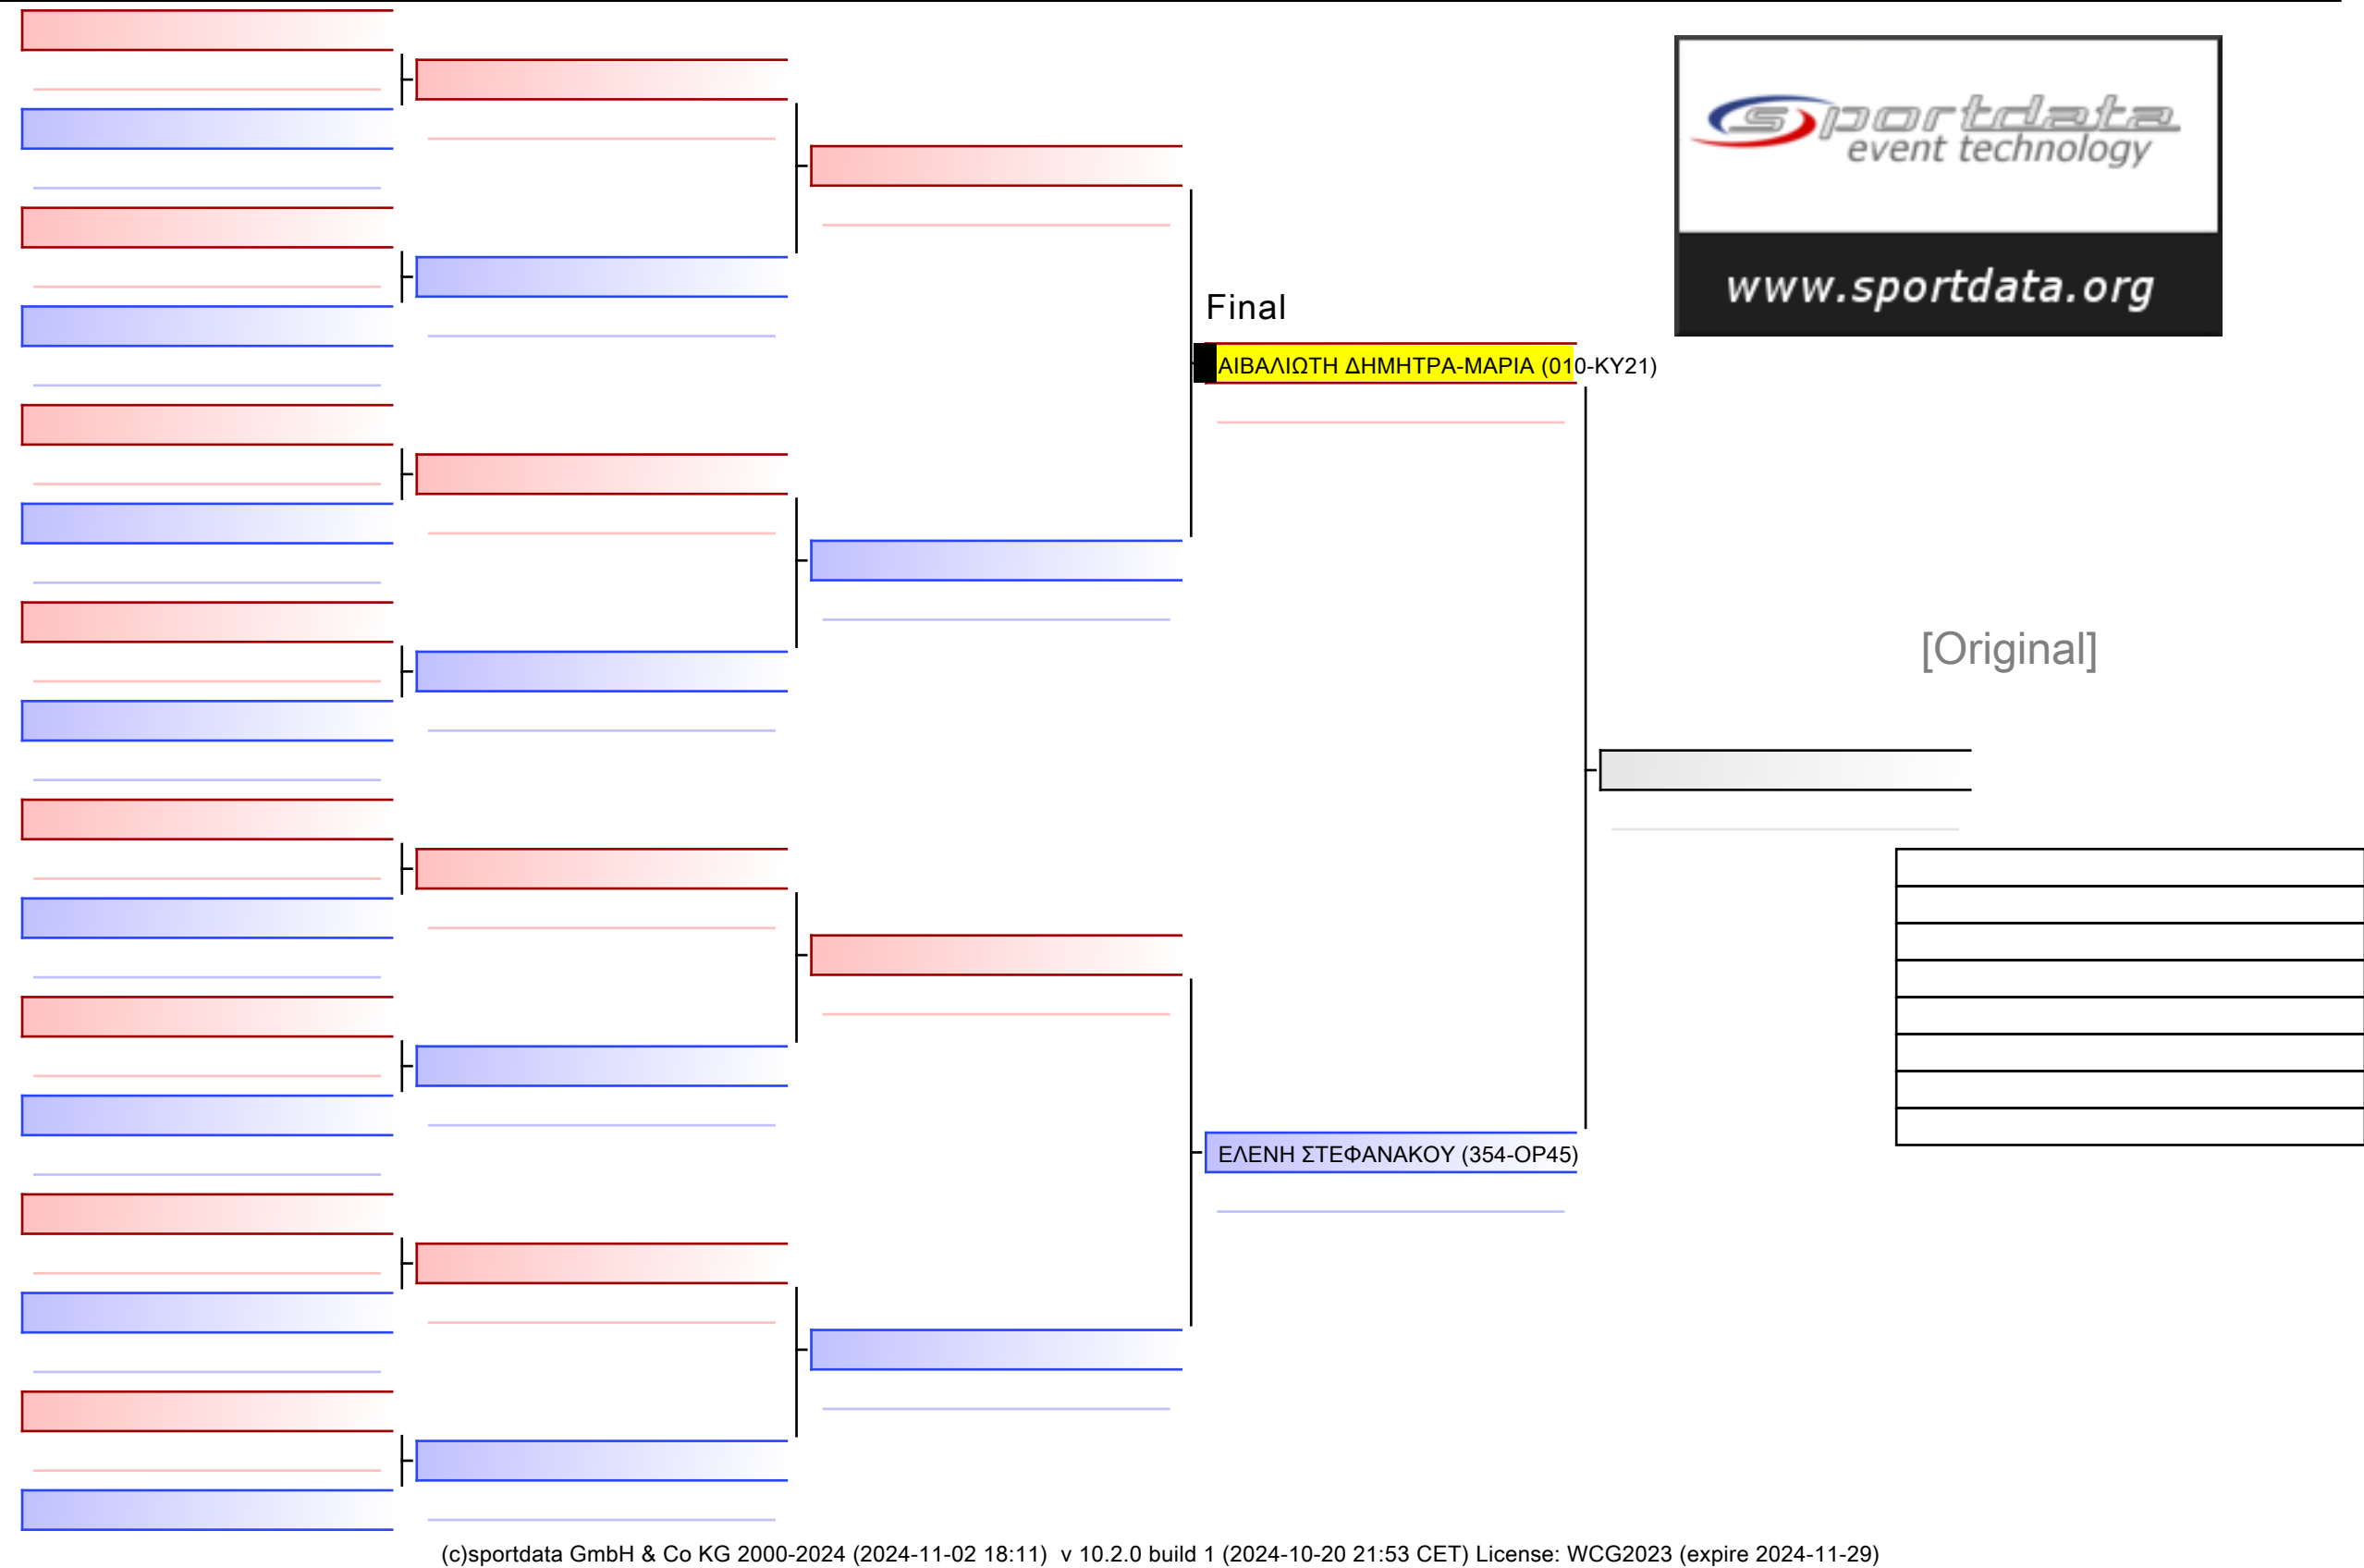 sportdata
event technology
www.sportdata.org
Final
ΑΙΒΑΛΙΩΤΗ ΔΗΜΗΤΡΑ-ΜΑΡΙΑ (010-KY21)
[Original]
ΕΛΕΝΗ ΣΤΕΦΑΝΑΚΟΥ (354-OP45)
(c)sportdata GmbH & Co KG 2000-2024 (2024-11-02 18:11) v 10.2.0 build 1 (2024-10-20 21:53 CET) License: WCG2023 (expire 2024-11-29)